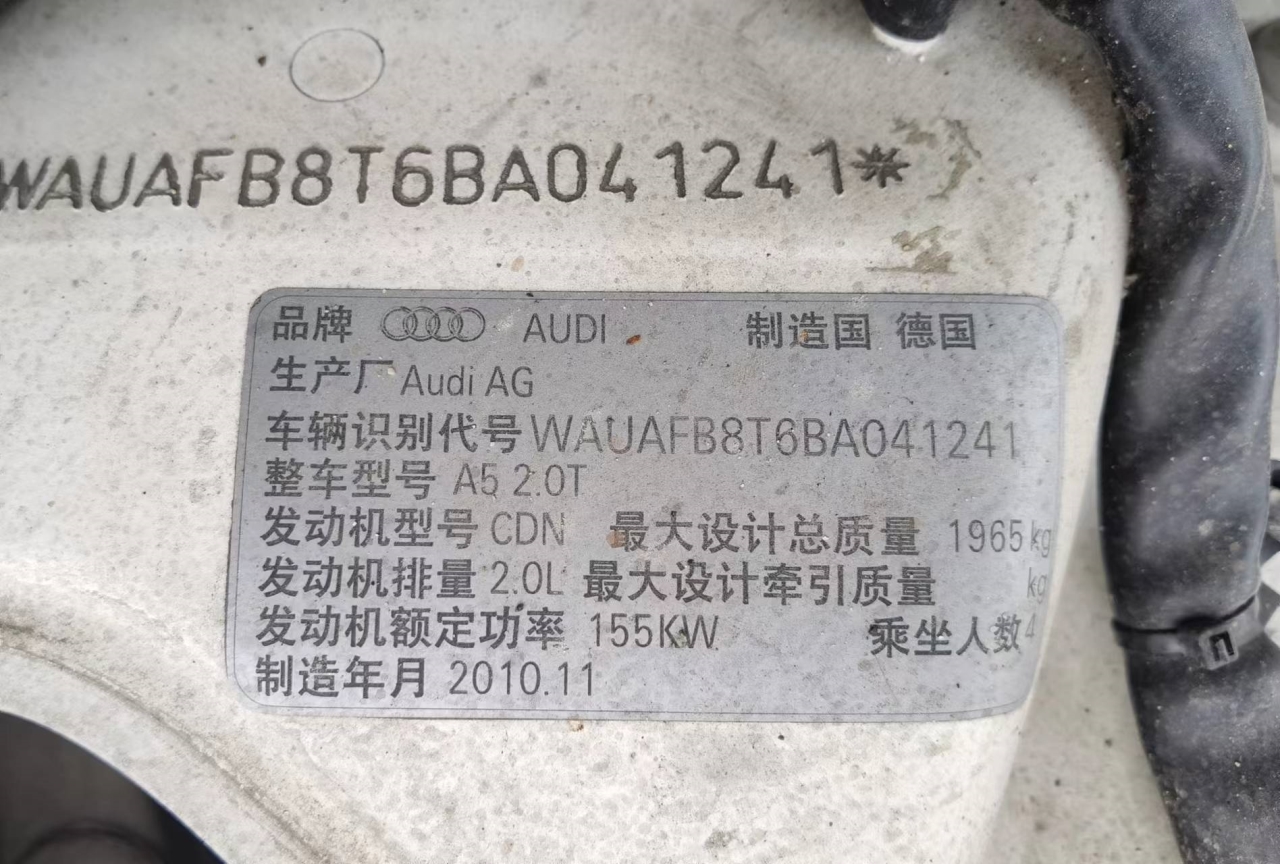 WAUAFB8T6BA041241*
品牌 AUDI 制造国 德国
生产厂 Audi AG
车辆识别代号 WAUAFB8T6BA041241
整车型号 A5 2.0T
发动机型号 CDN 最大设计总质量 1965 kg
发动机排量 2.0L 最大设计牵引质量 kg
发动机额定功率 155KW 乘坐人数 4
制造年月 2010.11